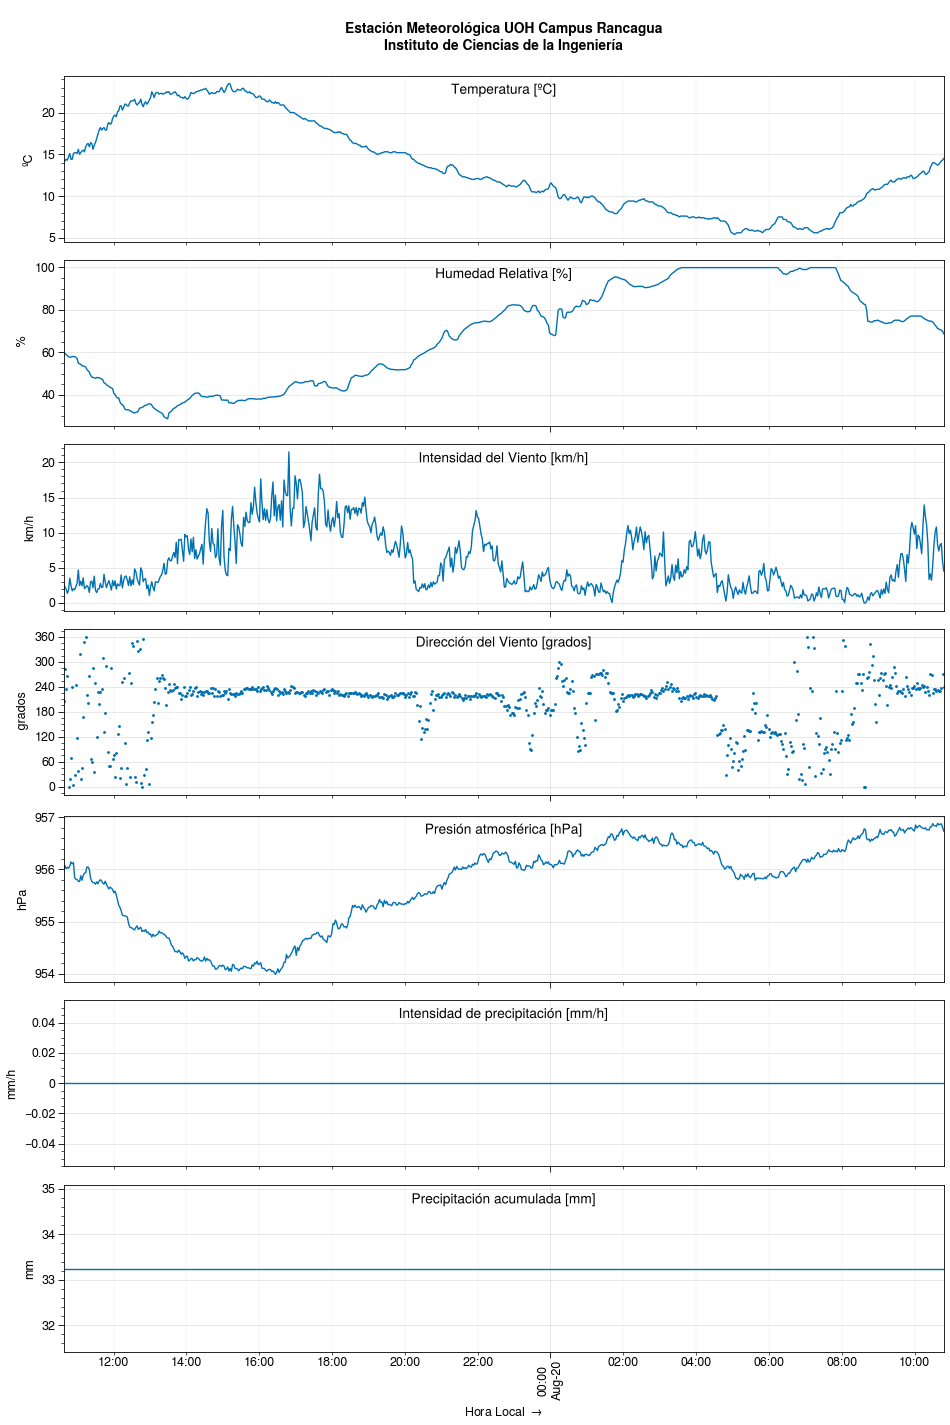 Estación Meteorológica UOH Campus Rancagua
Instituto de Ciencias de la Ingeniería
Temperatura [ºC]
20
15
10
5
ºC
Humedad Relativa [%]
100
80
60
40
%
Intensidad del Viento [km/h]
20
15
10
5
0
km/h
Dirección del Viento [grados]
360
300
240
180
120
60
0
grados
Presión atmosférica [hPa]
957
956
955
954
hPa
Intensidad de precipitación [mm/h]
0.04
0.02
0
−0.02
−0.04
mm/h
Precipitación acumulada [mm]
35
34
33
32
mm
12:00 14:00 16:00 18:00 20:00 22:00 00:00 02:00 04:00 06:00 08:00 10:00
Aug-20
Hora Local →